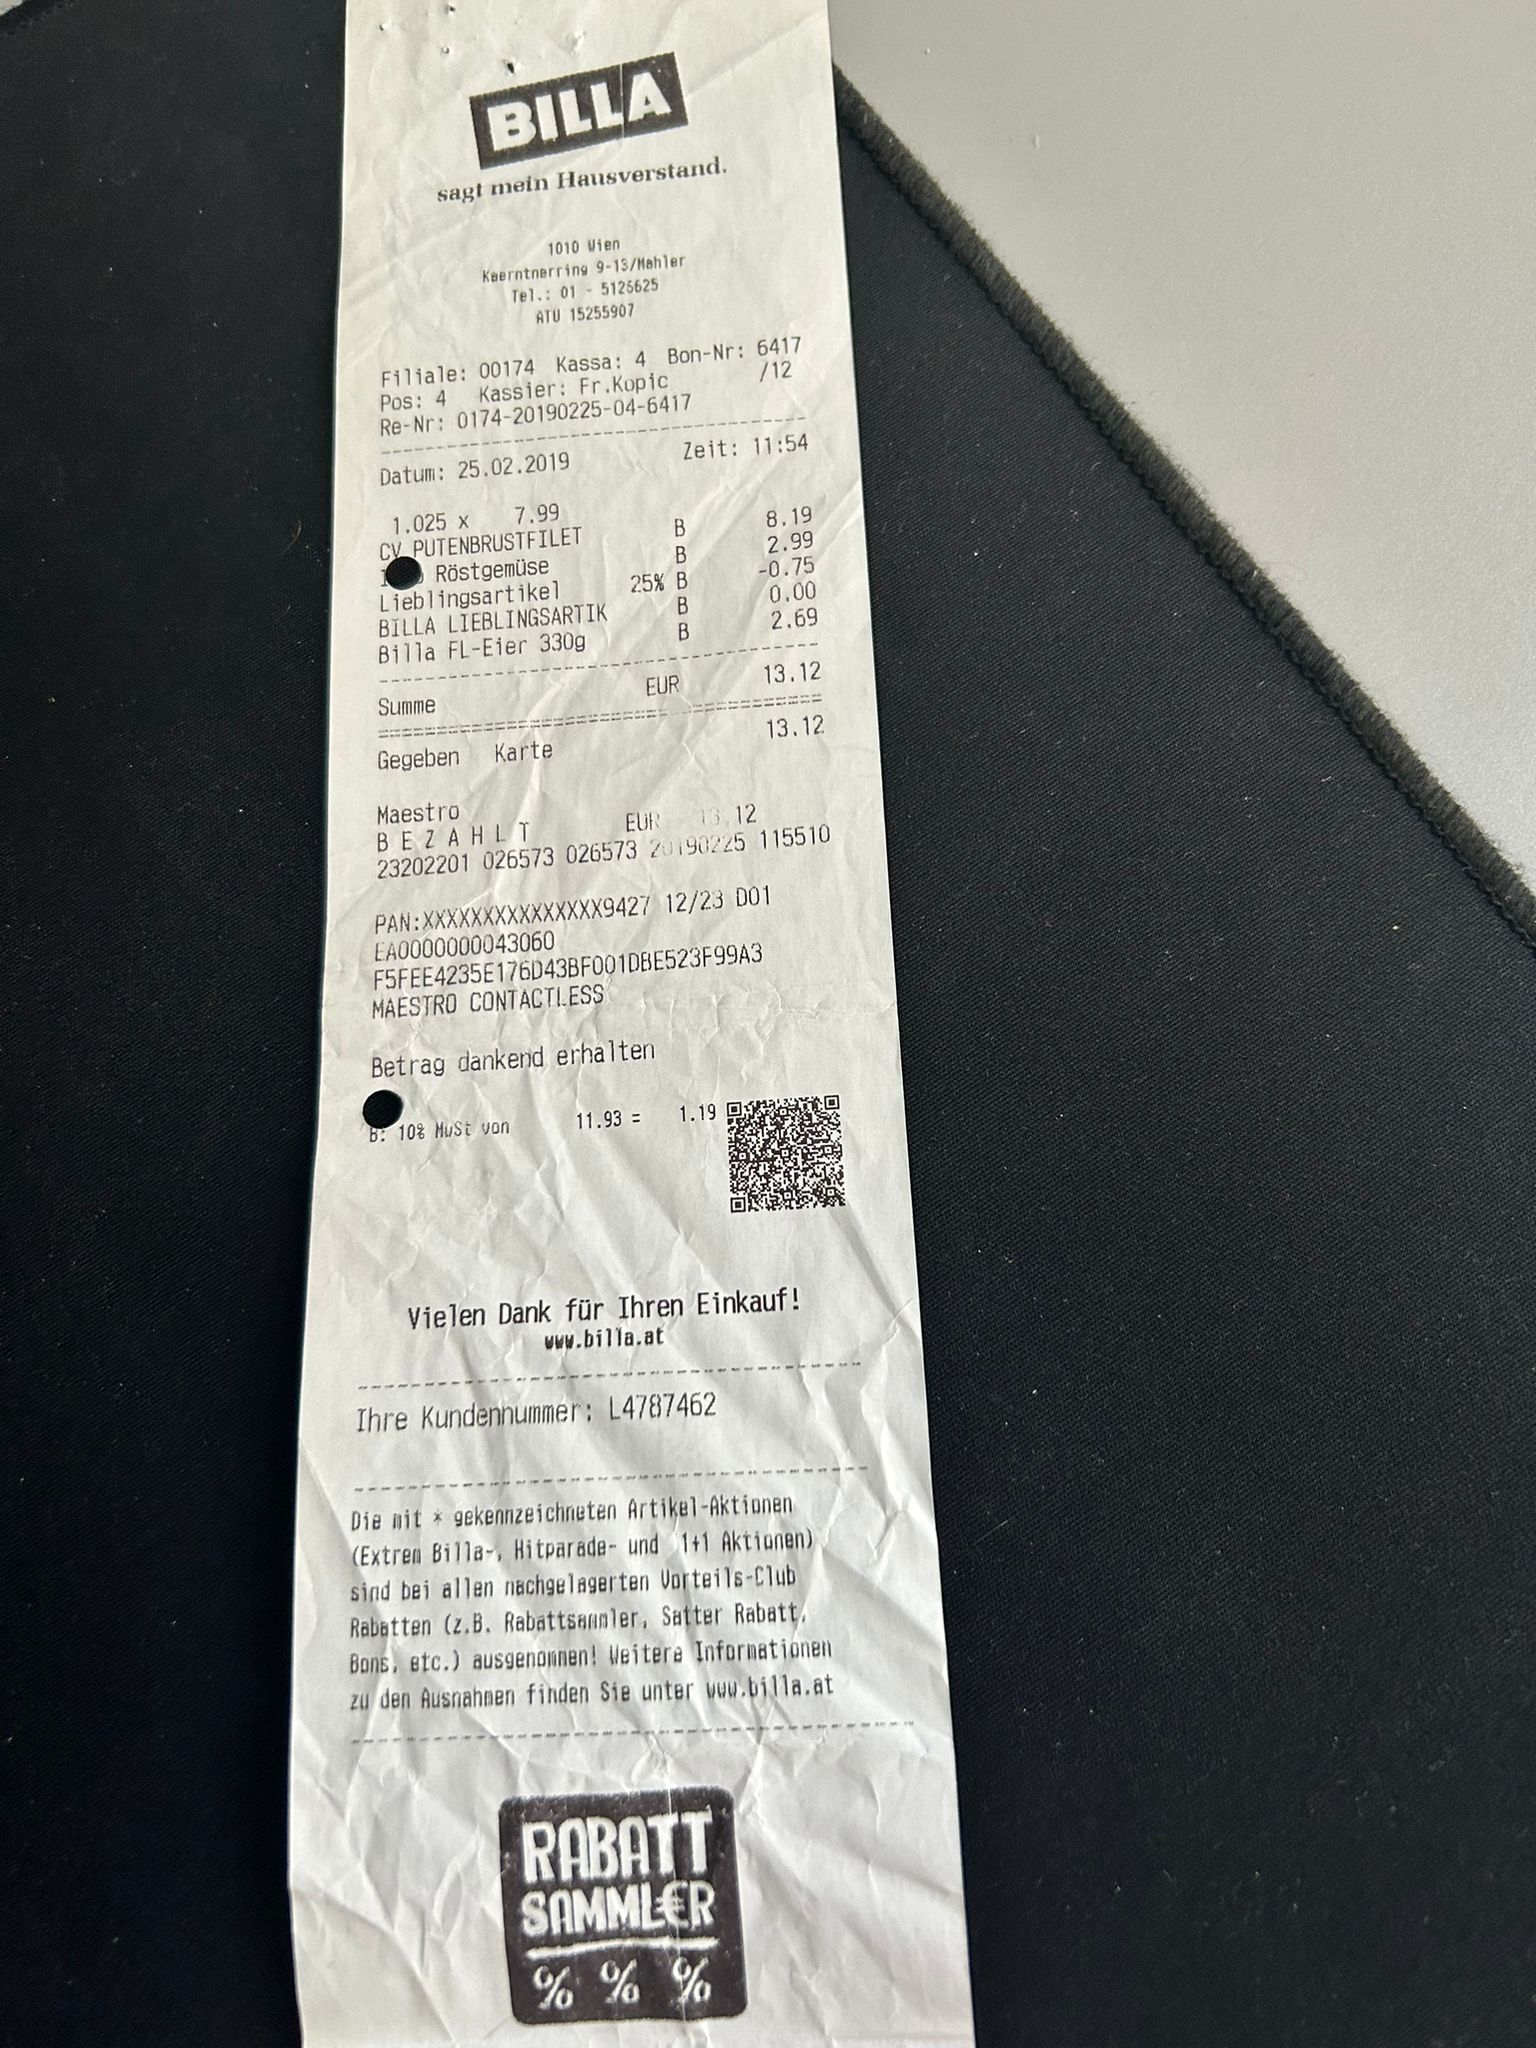 BILLA
sagt mein Hausverstand.
1010 Wien
Kaerntnerring 9-13/Mahler
Tel.: 01 - 5126625
ATU 15255907
Filiale: 00174 Kassa: 4 Bon-Nr: 6417
Pos: 4 Kassier: Fr.Kopic /12
Re-Nr: 0174-20190225-04-6417
Datum: 25.02.2019 Zeit: 11:54
1.025 x 7.99
CV PUTENBRUSTFILET B 8.19
Röstgemüse B 2.99
Lieblingsartikel 25% B -0.75
BILLA LIEBLINGSARTIK B 0.00
Billa FL-Eier 330g B 2.69
Summe EUR 13.12
Gegeben Karte 13.12
Maestro
BEZAHLT EUR 13.12
23202201 026573 026573 20190225 115510
PAN:XXXXXXXXXXXXXXX9427 12/23 D01
EA0000000043060
F5FEE4235E176D43BF001DBE523F99A3
MAESTRO CONTACTLESS
Betrag dankend erhalten
B: 10% MwSt von 11.93 = 1.19
Vielen Dank für Ihren Einkauf!
www.billa.at
Ihre Kundennummer: L4787462
Die mit * gekennzeichneten Artikel-Aktionen
(Extrem Billa-, Hitparade- und 1+1 Aktionen)
sind bei allen nachgelagerten Vorteils-Club
Rabatten (z.B. Rabattsammler, Satter Rabatt,
Bons, etc.) ausgenommen! Weitere Informationen
zu den Ausnahmen finden Sie unter www.billa.at
RABATT
SAMML€R
% % %